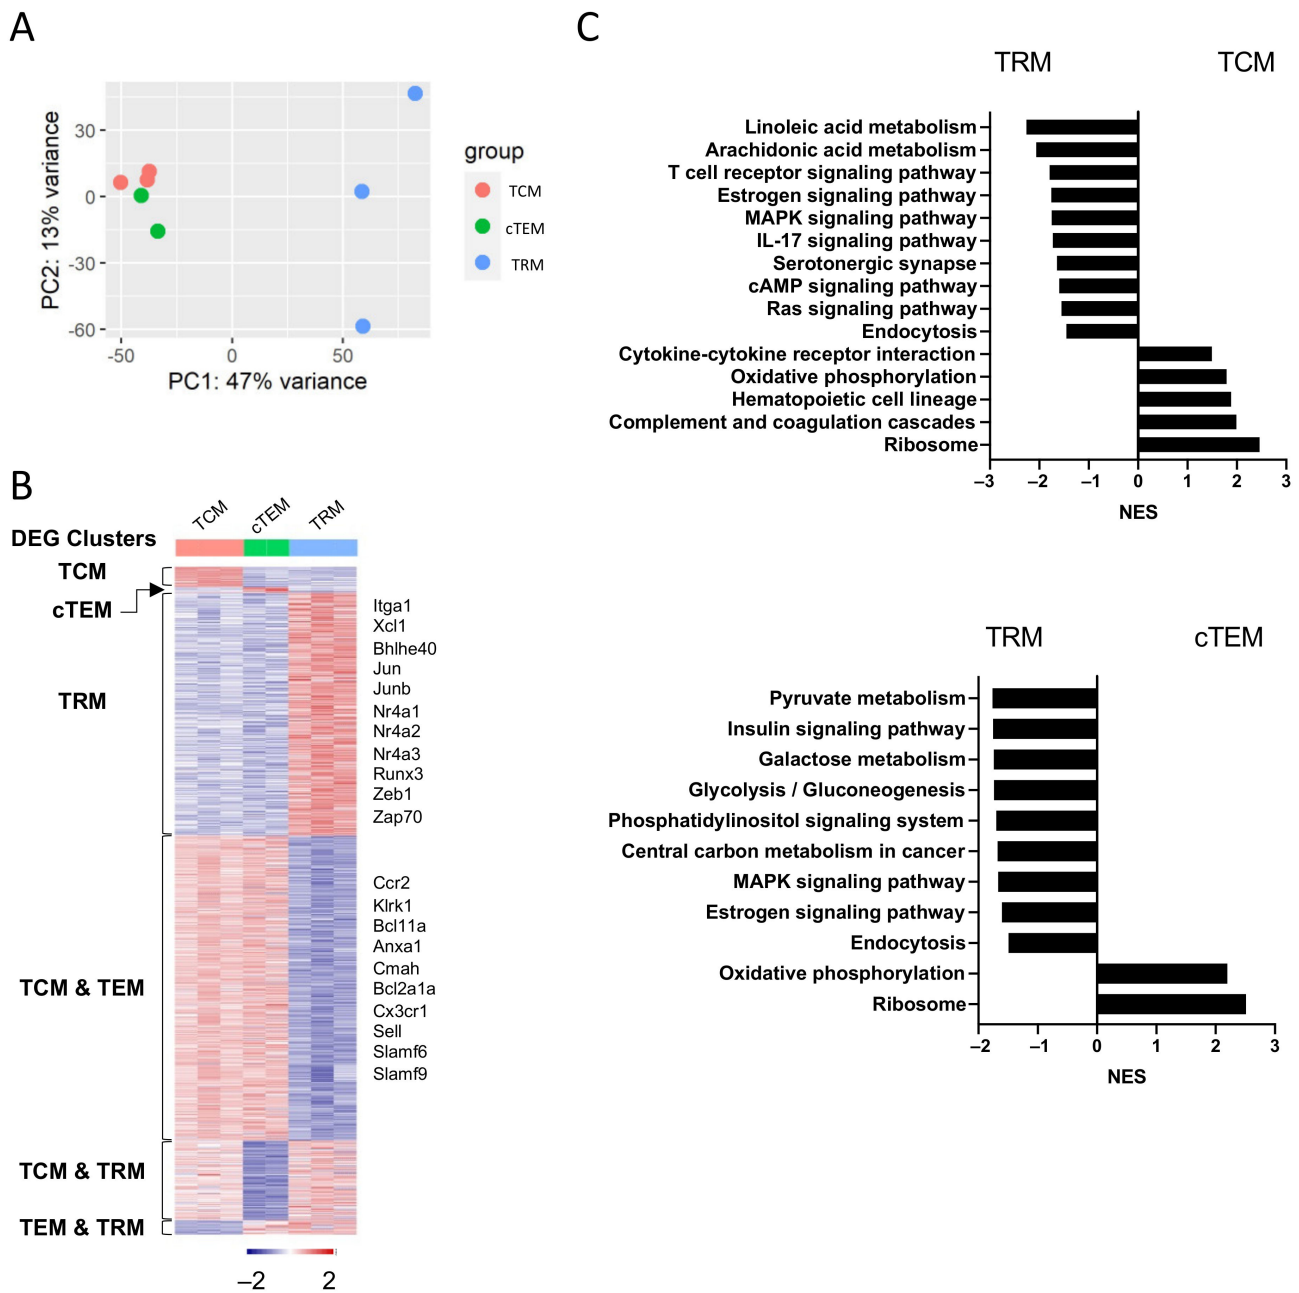 A
30
0
-30
-60
PC2: 13% variance
-50
0
50
PC1: 47% variance
group
TCM
cTEM
TRM
B
TCM
cTEM
TRM
DEG Clusters
TCM
cTEM
TRM
TCM & TEM
TCM & TRM
TEM & TRM
Itga1
Xcl1
Bhlhe40
Jun
Junb
Nr4a1
Nr4a2
Nr4a3
Runx3
Zeb1
Zap70
Ccr2
Klrk1
Bcl11a
Anxa1
Cmah
Bcl2a1a
Cx3cr1
Sell
Slamf6
Slamf9
–2
2
C
TRM
TCM
Linoleic acid metabolism
Arachidonic acid metabolism
T cell receptor signaling pathway
Estrogen signaling pathway
MAPK signaling pathway
IL-17 signaling pathway
Serotonergic synapse
cAMP signaling pathway
Ras signaling pathway
Endocytosis
Cytokine-cytokine receptor interaction
Oxidative phosphorylation
Hematopoietic cell lineage
Complement and coagulation cascades
Ribosome
–3
–2
–1
0
1
2
3
NES
TRM
cTEM
Pyruvate metabolism
Insulin signaling pathway
Galactose metabolism
Glycolysis / Gluconeogenesis
Phosphatidylinositol signaling system
Central carbon metabolism in cancer
MAPK signaling pathway
Estrogen signaling pathway
Endocytosis
Oxidative phosphorylation
Ribosome
–2
–1
0
1
2
3
NES